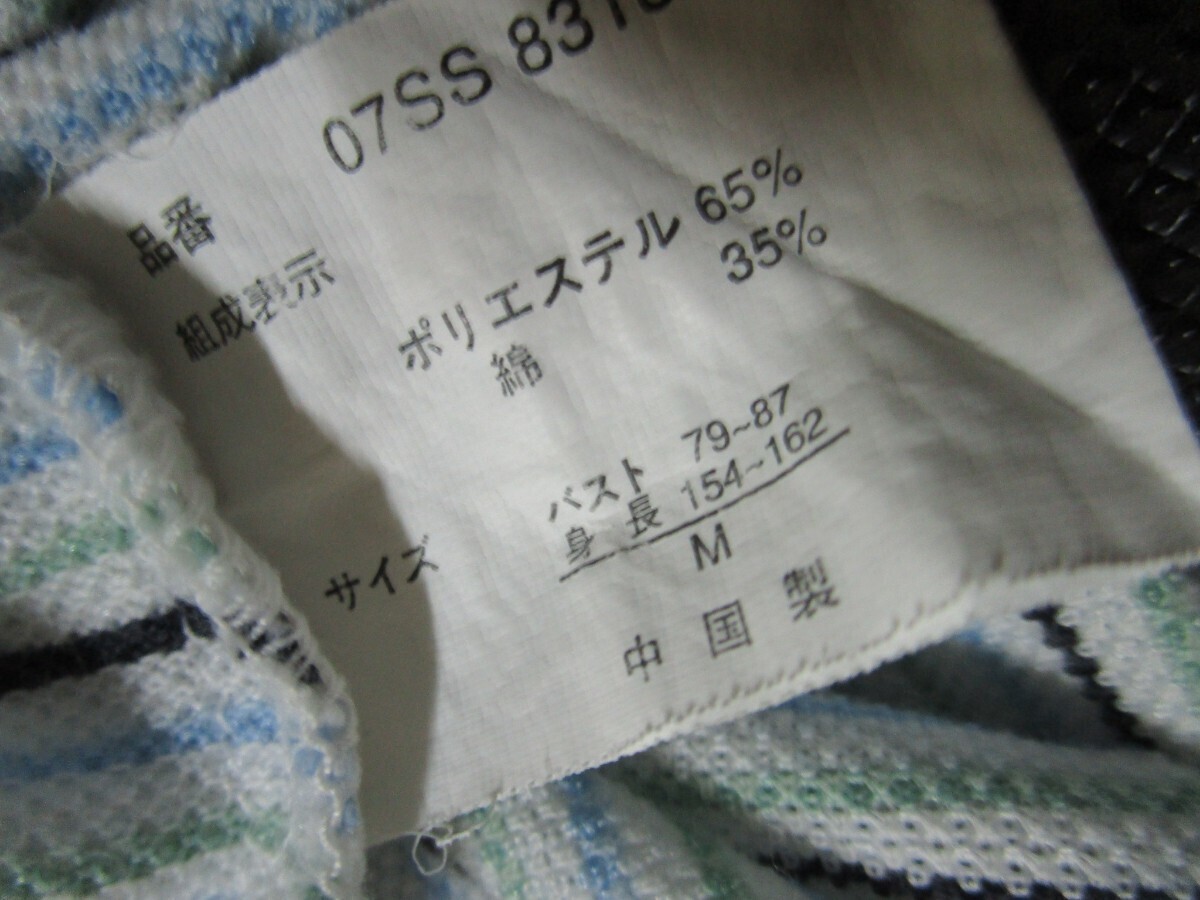 品番 07SS
組成表示
ポリエステル 65%
綿 35%
サイズ
バスト 79~87
身長 154~162
M
中国製